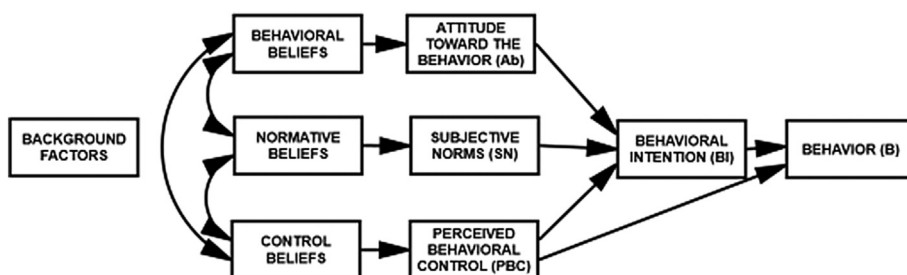 BACKGROUND
FACTORS
BEHAVIORAL
BELIEFS
NORMATIVE
BELIEFS
CONTROL
BELIEFS
ATTITUDE
TOWARD THE
BEHAVIOR (Ab)
SUBJECTIVE
NORMS (SN)
PERCEIVED
BEHAVIORAL
CONTROL (PBC)
BEHAVIORAL
INTENTION (BI)
BEHAVIOR (B)